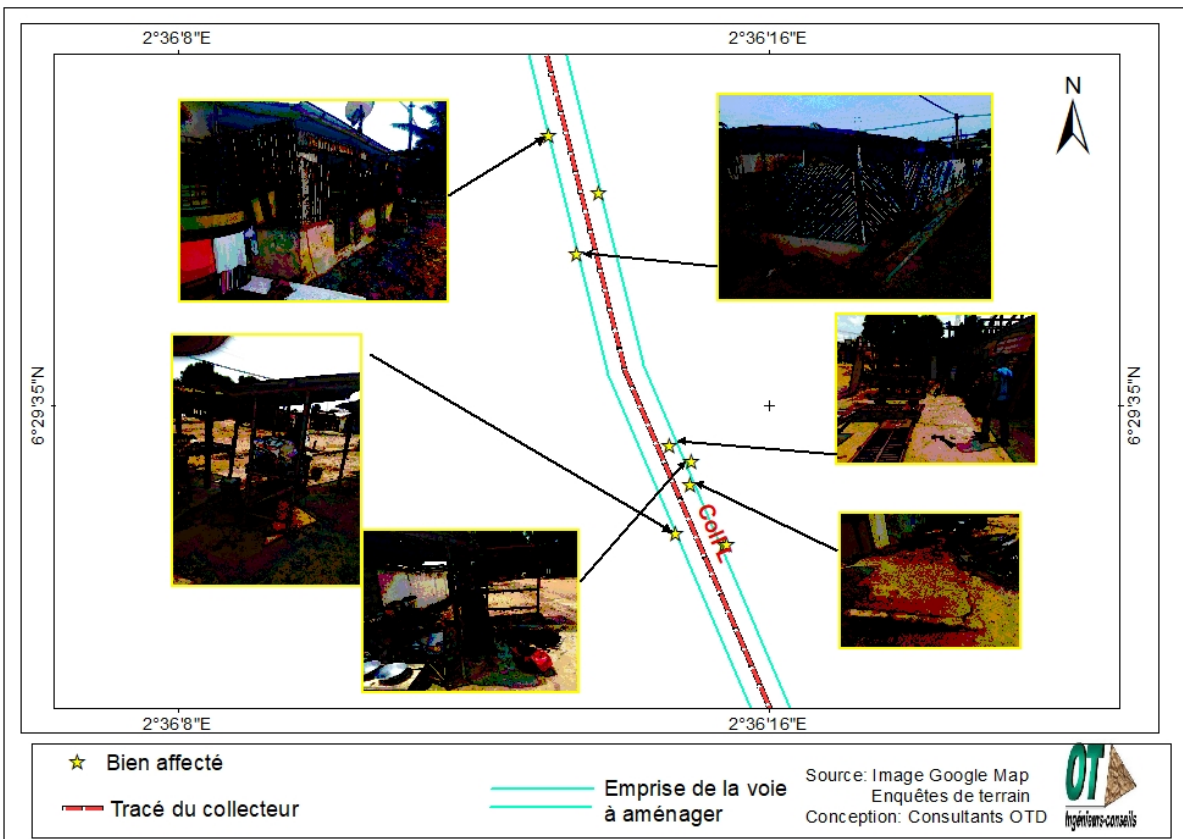 2°36'8"E
2°36'16"E
N
6°29'35"N
6°29'35"N
ColPL
2°36'8"E
2°36'16"E
Bien affecté
Tracé du collecteur
Emprise de la voie
à aménager
Source: Image Google Map
Enquêtes de terrain
Conception: Consultants OTD
OT
Ingénieurs-conseils